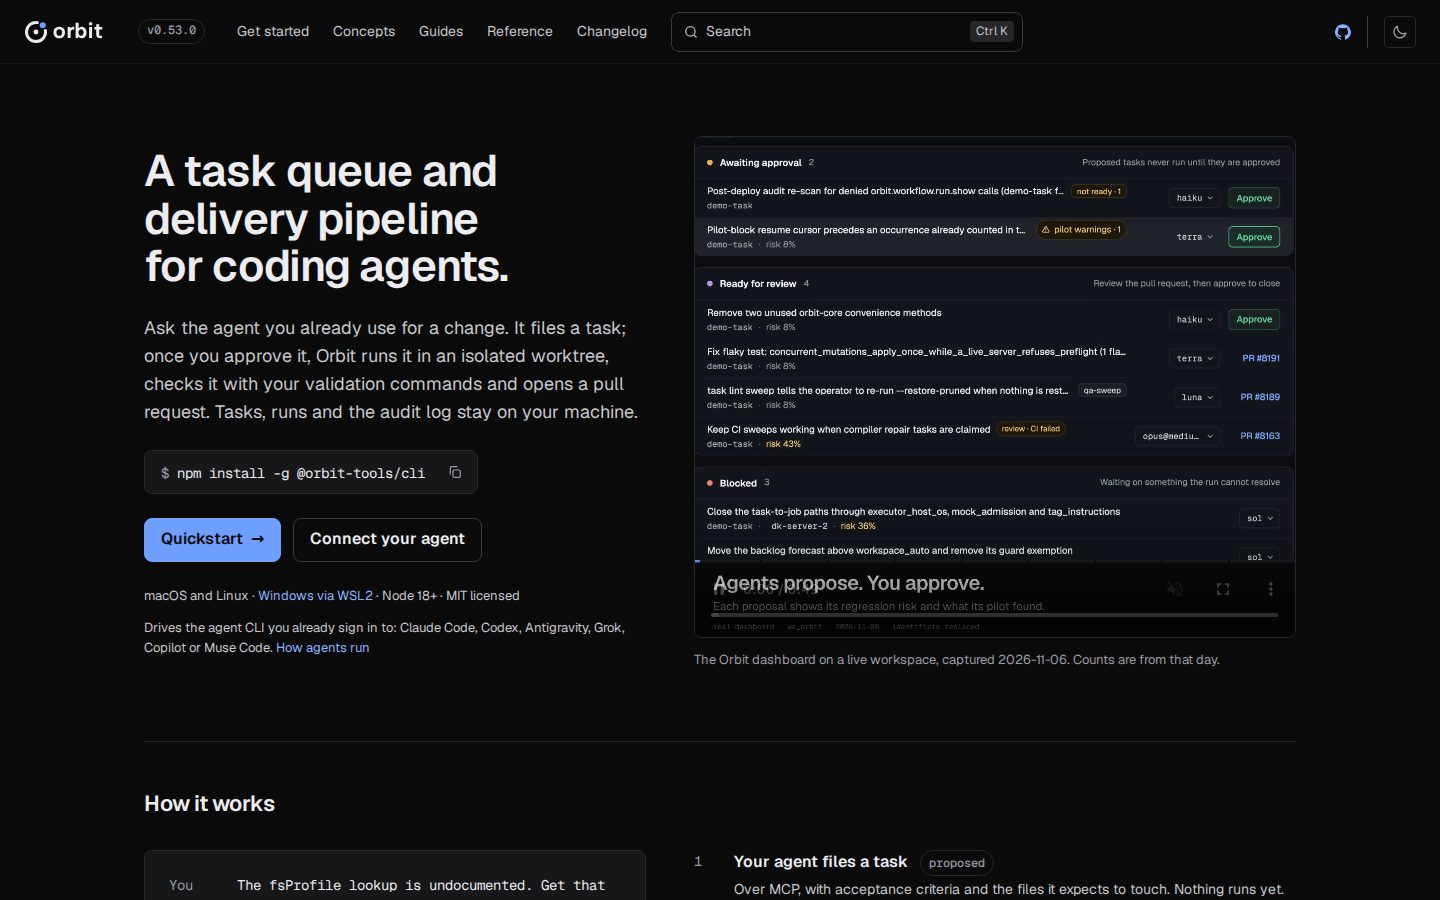 orbit
v0.53.0
Get started
Concepts
Guides
Reference
Changelog
Search
Ctrl K
A task queue and
delivery pipeline
for coding agents.
Ask the agent you already use for a change. It files a task;
once you approve it, Orbit runs it in an isolated worktree,
checks it with your validation commands and opens a pull
request. Tasks, runs and the audit log stay on your machine.
$ npm install -g @orbit-tools/cli
Quickstart →
Connect your agent
macOS and Linux · Windows via WSL2 · Node 18+ · MIT licensed
Drives the agent CLI you already sign in to: Claude Code, Codex, Antigravity, Grok,
Copilot or Muse Code. How agents run
Awaiting approval 2
Proposed tasks never run until they are approved
Post-deploy audit re-scan for denied orbit.workflow.run.show calls (demo-task f… not ready · 1
demo-task
haiku
Approve
Pilot-block resume cursor precedes an occurrence already counted in t… pilot warnings · 1
demo-task · risk 8%
terra
Approve
Ready for review 4
Review the pull request, then approve to close
Remove two unused orbit-core convenience methods
demo-task · risk 8%
haiku
Approve
Fix flaky test: concurrent_mutations_apply_once_while_a_live_server_refuses_preflight (1 fla…
demo-task · risk 8%
terra
PR #8191
task lint sweep tells the operator to re-run --restore-pruned when nothing is rest… qa-sweep
demo-task · risk 8%
luna
PR #8189
Keep CI sweeps working when compiler repair tasks are claimed review · CI failed
demo-task · risk 43%
opus@mediu…
PR #8163
Blocked 3
Waiting on something the run cannot resolve
Close the task-to-job paths through executor_host_os, mock_admission and tag_instructions
demo-task · dk-server-2 · risk 36%
sol
Move the backlog forecast above workspace_auto and remove its guard exemption
sol
Agents propose. You approve.
Each proposal shows its regression risk and what its pilot found.
real dashboard · ws_orbit · 2026-11-06 · identifiers replaced
The Orbit dashboard on a live workspace, captured 2026-11-06. Counts are from that day.
How it works
You The fsProfile lookup is undocumented. Get that
1 Your agent files a task proposed
Over MCP, with acceptance criteria and the files it expects to touch. Nothing runs yet.